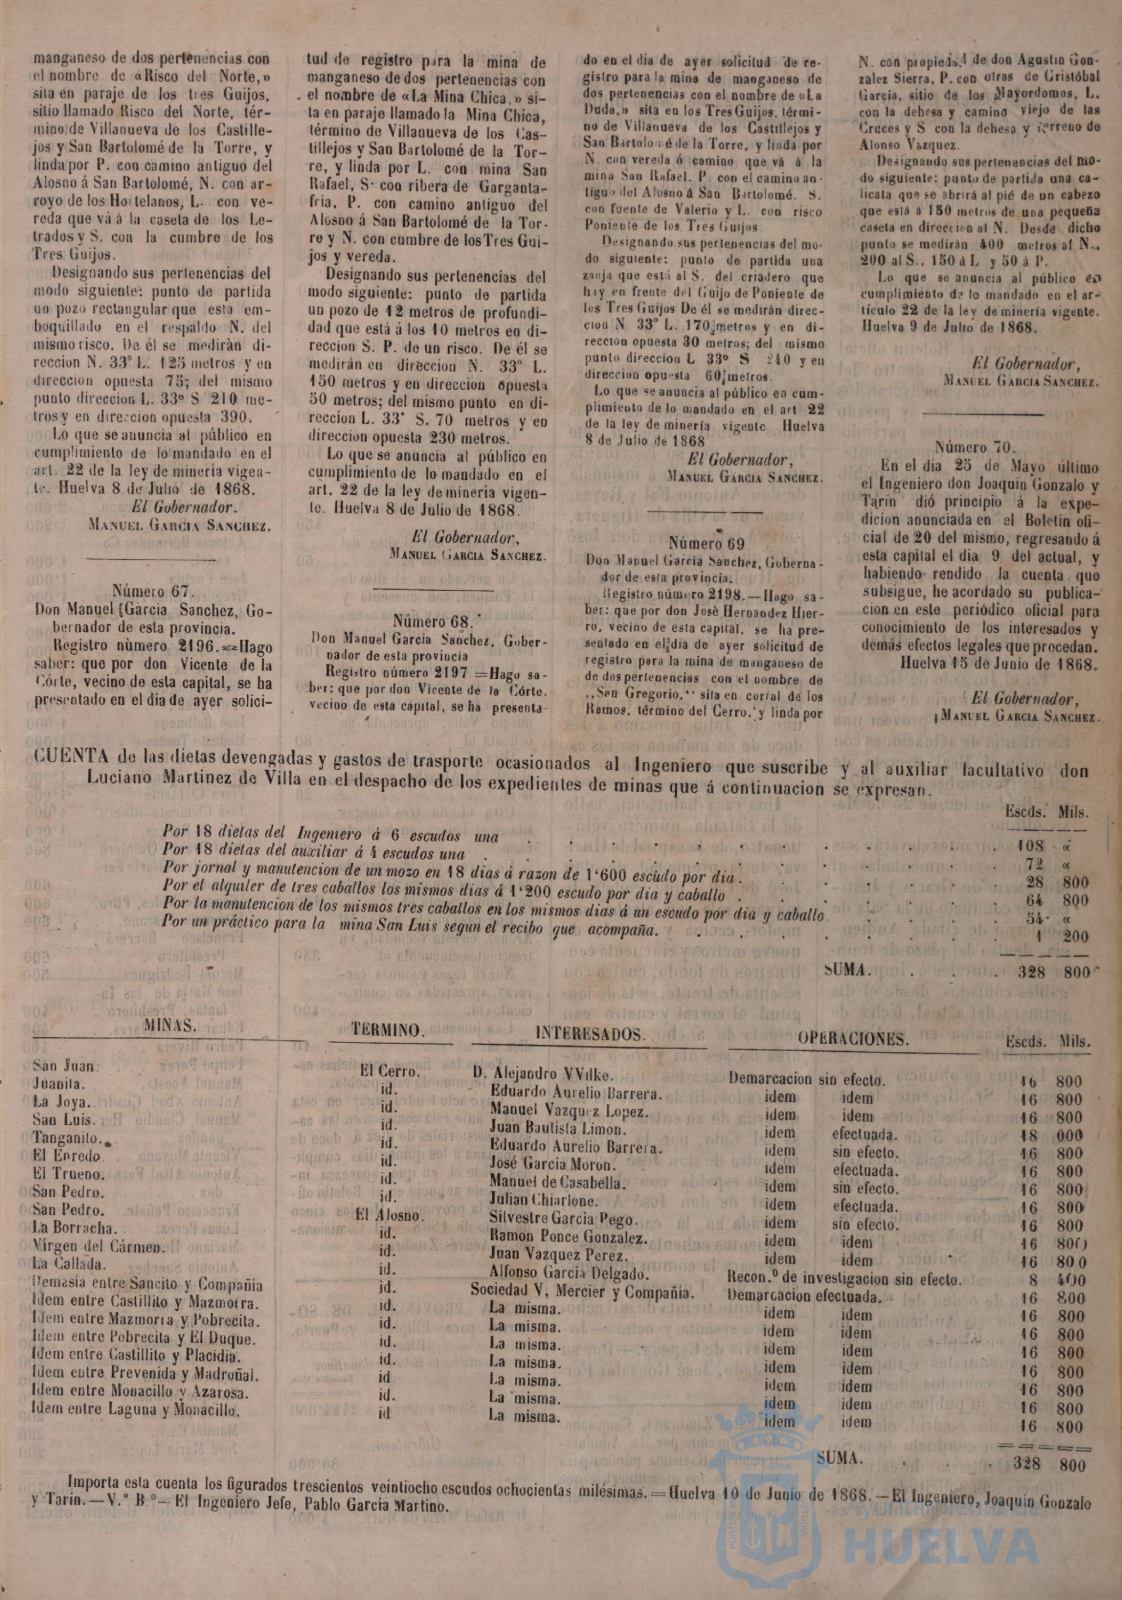 manganeso de dos pertenencias con
el nombre de «Risco del Norte,»
sita en paraje de los tres Guijos,
sitio llamado Risco del Norte, tér-
mino de Villanueva de los Castille-
jos y San Bartolomé de la Torre, y
linda por P. con camino antiguo del
Alosno á San Bartolomé, N. con ar-
royo de los Hortelanos, L. con ve-
reda que vá á la caseta de los Le-
trados y S. con la cumbre de los
Tres Guijos.
Designando sus pertenencias del
modo siguiente: punto de partida
un pozo rectangular que esta em-
boquillado en el respaldo N. del
mismo risco. De él se medirán di-
reccion N. 33° L. 125 metros y en
direccion opuesta 75; del mismo
punto direccion L. 33° S 210 me-
tros y en direccion opuesta 390.
Lo que se anuncia al público en
cumplimiento de lo mandado en el
art. 22 de la ley de mineria vigen-
te. Huelva 8 de Julio de 1868.
El Gobernador.
MANUEL GARCIA SANCHEZ.
Número 67.
Don Manuel Garcia Sanchez, Go-
bernador de esta provincia.
Registro número 2196.=Hago
saber: que por don Vicente de la
Córte, vecino de esta capital, se ha
presentado en el dia de ayer solici-
tud de registro para la mina de
manganeso de dos pertenencias con
el nombre de «La Mina Chica,» si-
ta en paraje llamado la Mina Chica,
término de Villanueva de los Cas-
tillejos y San Bartolomé de la Tor-
re, y linda por L. con mina San
Rafael, S. con ribera de Garganta-
fria, P. con camino antiguo del
Alosno á San Bartolomé de la Tor-
re y N. con cumbre de los Tres Gui-
jos y vereda.
Designando sus pertenencias del
modo siguiente: punto de partida
un pozo de 12 metros de profundi-
dad que está á los 10 metros en di-
reccion S. P. de un risco. De él se
medirán en direccion N. 33° L.
150 metros y en direccion opuesta
50 metros; del mismo punto en di-
reccion L. 33° S. 70 metros y en
direccion opuesta 230 metros.
Lo que se anuncia al público en
cumplimiento de lo mandado en el
art. 22 de la ley de mineria vigen-
te. Huelva 8 de Julio de 1868.
El Gobernador,
MANUEL GARCIA SANCHEZ.
Número 68.
Don Manuel Garcia Sanchez, Gober-
nador de esta provincia
Registro número 2197 =Hago sa-
ber: que por don Vicente de la Córte.
vecino de esta capital, se ha presenta-
do en el dia de ayer solicitud de re-
gistro para la mina de manganeso de
dos pertenencias con el nombre de «La
Duda,» sita en los Tres Guijos, térmi-
no de Villanueva de los Castillejos y
San Bartolomé de la Torre, y linda por
N. con vereda ó camino que vá á la
mina San Rafael, P. con el camino an-
tiguo del Alosno á San Bartolomé. S.
con fuente de Valerio y L. con risco
Poniente de los Tres Guijos.
Designando sus pertenencias del mo-
do siguiente: punto de partida una
zanja que está al S. del criadero que
hay en frente del Guijo de Poniente de
los Tres Guijos De él se medirán direc-
cion N 33° L. 170 metros y en di-
reccion opuesta 30 metros; del mismo
punto direccion L 33° S 240 y en
direccion opuesta 60 metros.
Lo que se anuncia al público en cum-
plimiento de lo mandado en el art 22
de la ley de minería vigente Huelva
8 de Julio de 1868
El Gobernador,
MANUEL GARCIA SANCHEZ.
Número 69
Don Manuel Garcia Sanchez, Goberna-
dor de esta provincia.
Registro número 2198.—Hago sa-
ber: que por don Josè Hernandez Hier-
ro, vecino de esta capital, se ha pre-
sentado en el dia de ayer solicitud de
registro para la mina de manganeso de
de dos pertenencias con el nombre de
„San Gregorio,“ sita en corral de los
Ramos, término del Cerro, y linda por
N. con propiedad de don Agustin Gon-
zalez Sierra, P. con otras de Cristóbal
Garcia, sitio de los Mayordomos, L.
con la dehesa y camino viejo de las
Cruces y S con la dehesa y terreno de
Alonso Vazquez.
Designando sus pertenencias del mo-
do siguiente: punto de partida una ca-
licata que se abrirá al pié de un cabezo
que está á 150 metros de una pequeña
caseta en direccion al N. Desde dicho
punto se medirán 400 metros al N.,
200 al S., 150 á L y 50 á P.
Lo que se anuncia al público en
cumplimiento de lo mandado en el ar-
tículo 22 de la ley de minería vigente.
Huelva 9 de Julio de 1868.
El Gobernador,
MANUEL GARCIA SANCHEZ.
Número 70.
En el dia 25 de Mayo último
el Ingeniero don Joaquin Gonzalo y
Tarin dió principio á la expe-
dicion anunciada en el Boletin ofi-
cial de 20 del mismo, regresando á
esta capital el dia 9 del actual, y
habiendo rendido la cuenta que
subsigue, he acordado su publica-
cion en este periódico oficial para
conocimiento de los interesados y
demás efectos legales que procedan.
Huelva 15 de Junio de 1868.
El Gobernador,
MANUEL GARCIA SANCHEZ.
CUENTA de las dietas devengadas y gastos de trasporte ocasionados al Ingeniero que suscribe y al auxiliar facultativo don
Luciano Martinez de Villa en el despacho de los expedientes de minas que á continuacion se expresan.
Escds. Mils.
Por 18 dietas del Ingeniero á 6 escudos una . . . . . . 108 «
Por 18 dietas del auxiliar á 4 escudos una . . . . . . 72 «
Por jornal y manutencion de un mozo en 18 dias á razon de 1‘600 escudo por dia. . . . 28 800
Por el alquiler de tres caballos los mismos dias á 1‘200 escudo por dia y caballo . . . . 64 800
Por la manutencion de los mismos tres caballos en los mismos dias á un escudo por dia y caballo. . . . 54 «
Por un práctico para la mina San Luis segun el recibo que acompaña. . . . . . 1 200
SUMA. . . . 328 800
MINAS. TÉRMINO. INTERESADOS. OPERACIONES. Escds. Mils.
San Juan. El Cerro. D. Alejandro VVilke. Demarcacion sin efecto. 16 800
Juanita. id. Eduardo Aurelio Barrera. idem idem 16 800
La Joya. id. Manuel Vazquez Lopez. idem idem 16 800
San Luis. id. Juan Bautista Limon. idem efectuada. 18 000
Tanganito. id. Eduardo Aurelio Barrera. idem sin efecto. 16 800
El Enredo. id. José Garcia Moron. idem efectuada. 16 800
El Trueno. id. Manuel de Casabella. idem sin efecto. 16 800
San Pedro. id. Julian Chiarlone. idem efectuada. 16 800
San Pedro. El Alosno. Silvestre Garcia Pego. idem sin efecto. 16 800
La Borracha. id. Ramon Ponce Gonzalez. idem idem 16 800
Vírgen del Cármen. id. Juan Vazquez Perez. idem idem 16 800
La Callada. id. Alfonso Garcia Delgado. Recon.º de investigacion sin efecto. 8 400
Demasía entre Sancito y Compañia id. Sociedad V. Mercier y Compañia. Demarcacion efectuada. 16 800
Idem entre Castillito y Mazmorra. id. La misma. idem idem 16 800
Idem entre Mazmorra y Pobrecita. id. La misma. idem idem 16 800
Idem entre Pobrecita y El Duque. id. La misma. idem idem 16 800
Idem entre Castillito y Placidia. id. La misma. idem idem 16 800
Idem entre Prevenida y Madroñal. id La misma. idem idem 16 800
Idem entre Monacillo y Azarosa. id. La misma. idem idem 16 800
Idem entre Laguna y Monacillo. id La misma. idem idem 16 800
SUMA. . . . 328 800
Importa esta cuenta los figurados trescientos veintiocho escudos ochocientas milésimas.=Huelva 10 de Junio de 1868.—El Ingeniero, Joaquin Gonzalo
y Tarin.—V.º B.º—El Ingeniero Jefe, Pablo Garcia Martino.
Ayuntamiento de
HUELVA